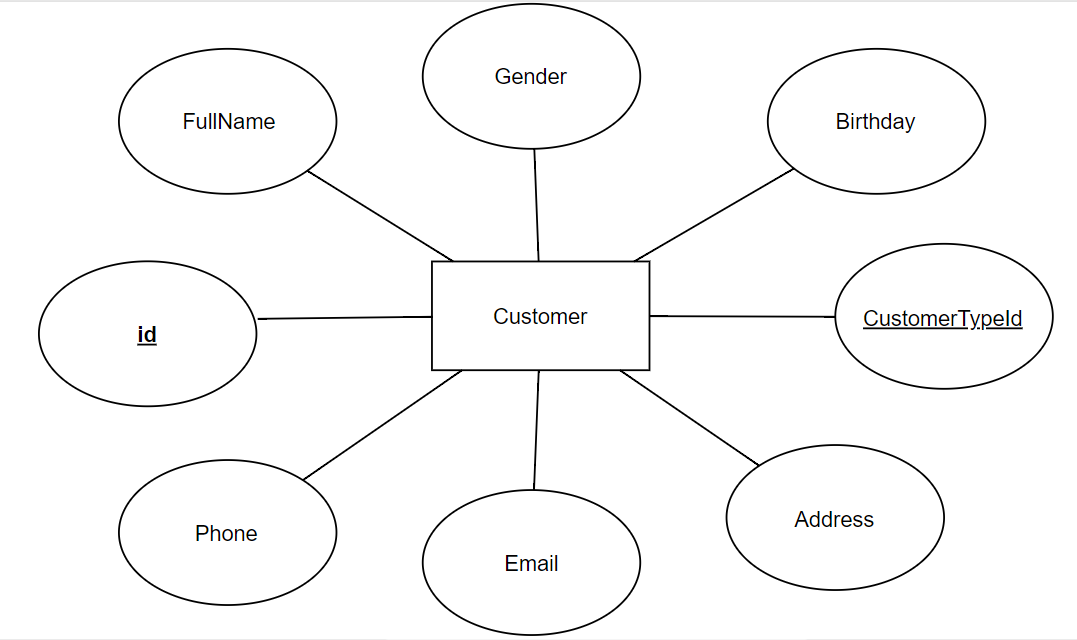 Gender
FullName
Birthday
Customer
CustomerTypeId
id
Address
Phone
Email